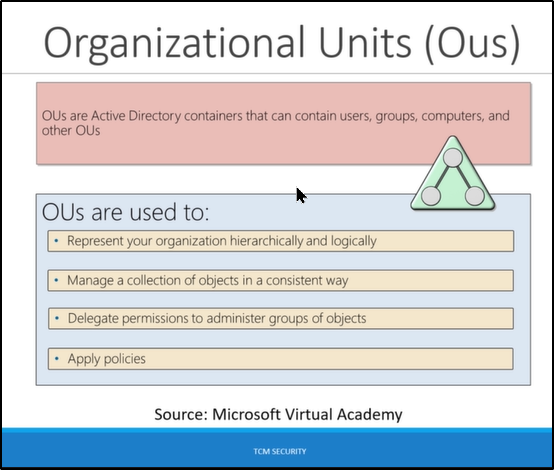 Organizational Units (Ous)
OUs are Active Directory containers that can contain users, groups, computers, and
other OUs
OUs are used to:
• Represent your organization hierarchically and logically
• Manage a collection of objects in a consistent way
• Delegate permissions to administer groups of objects
• Apply policies
Source: Microsoft Virtual Academy
TCM SECURITY